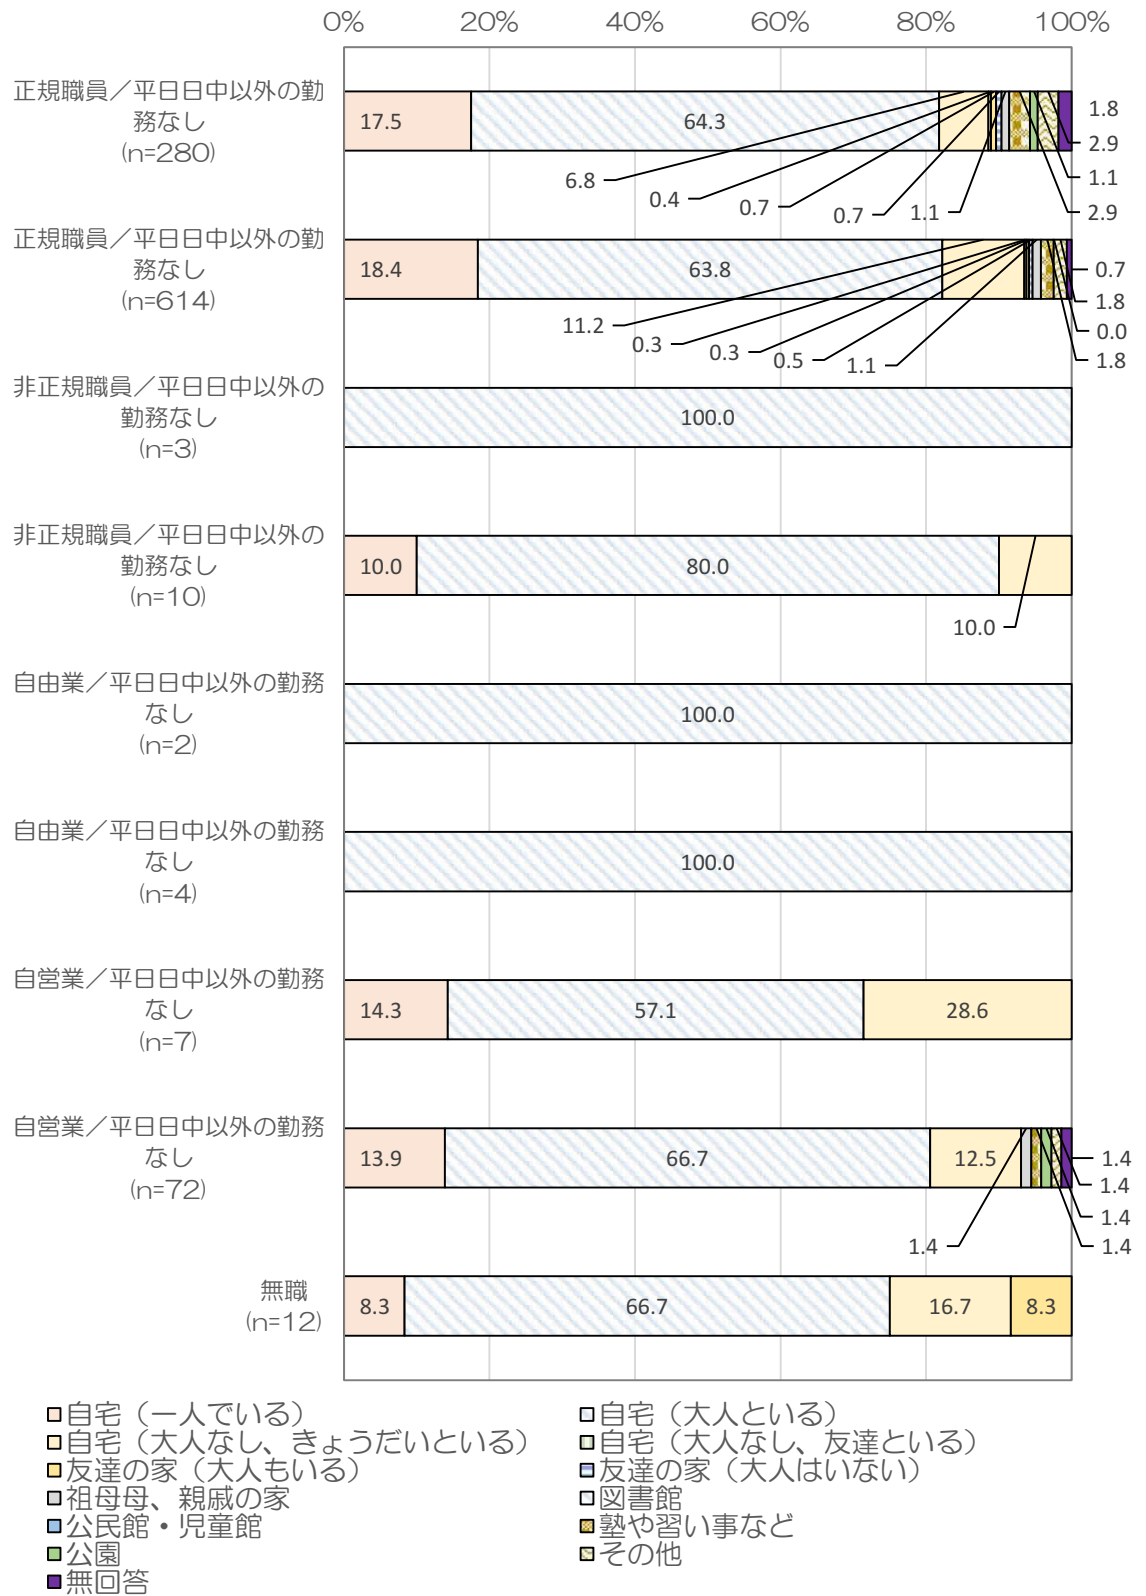 0% 20% 40% 60% 80% 100%
正規職員／平日日中以外の勤
務なし
(n=280)
17.5 64.3 6.8 0.4 0.7 0.7 1.1 2.9 1.1 2.9 1.8
正規職員／平日日中以外の勤
務なし
(n=614)
18.4 63.8 11.2 0.3 0.3 0.5 1.1 1.8 0.0 1.8 0.7
非正規職員／平日日中以外の
勤務なし
(n=3)
100.0
非正規職員／平日日中以外の
勤務なし
(n=10)
10.0 80.0 10.0
自由業／平日日中以外の勤務
なし
(n=2)
100.0
自由業／平日日中以外の勤務
なし
(n=4)
100.0
自営業／平日日中以外の勤務
なし
(n=7)
14.3 57.1 28.6
自営業／平日日中以外の勤務
なし
(n=72)
13.9 66.7 12.5 1.4 1.4 1.4 1.4 1.4
無職
(n=12)
8.3 66.7 16.7 8.3
自宅（一人でいる） 自宅（大人といる）
自宅（大人なし、きょうだいといる） 自宅（大人なし、友達といる）
友達の家（大人もいる） 友達の家（大人はいない）
祖母母、親戚の家 図書館
公民館・児童館 塾や習い事など
公園 その他
無回答